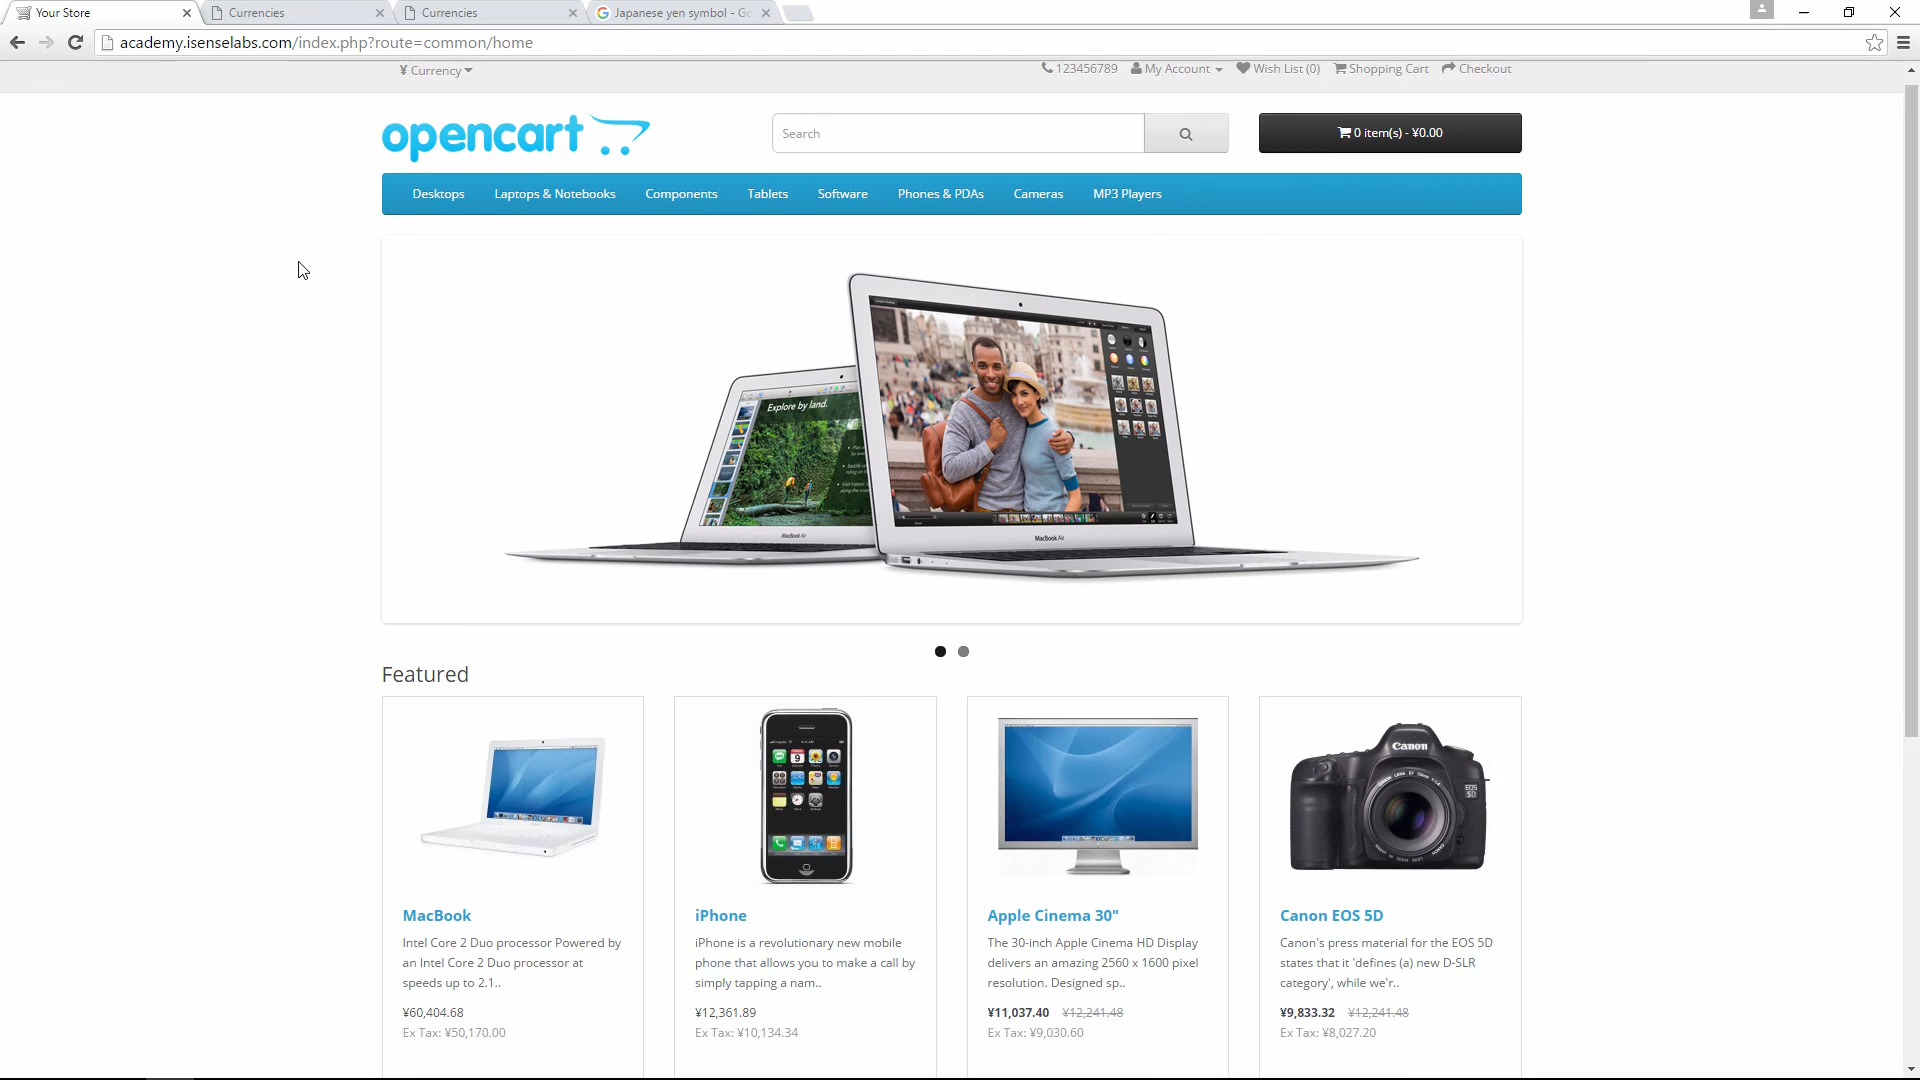 Your Store
Currencies
Currencies
Japanese yen symbol - Go
academy.isenselabs.com/index.php?route=common/home
¥ Currency
123456789
My Account
Wish List (0)
Shopping Cart
Checkout
opencart
Search
0 item(s) - ¥0.00
Desktops
Laptops & Notebooks
Components
Tablets
Software
Phones & PDAs
Cameras
MP3 Players
Explore by land.
MacBook Air
MacBook Air
Featured
Canon
EOS
5D
MacBook
Intel Core 2 Duo processor Powered by
an Intel Core 2 Duo processor at
speeds up to 2.1..
¥60,404.68
Ex Tax: ¥50,170.00
iPhone
iPhone is a revolutionary new mobile
phone that allows you to make a call by
simply tapping a nam..
¥12,361.89
Ex Tax: ¥10,134.34
Apple Cinema 30"
The 30-inch Apple Cinema HD Display
delivers an amazing 2560 x 1600 pixel
resolution. Designed sp..
¥11,037.40 ¥12,241.48
Ex Tax: ¥9,030.60
Canon EOS 5D
Canon's press material for the EOS 5D
states that it 'defines (a) new D-SLR
category', while we'r..
¥9,833.32 ¥12,241.48
Ex Tax: ¥8,027.20